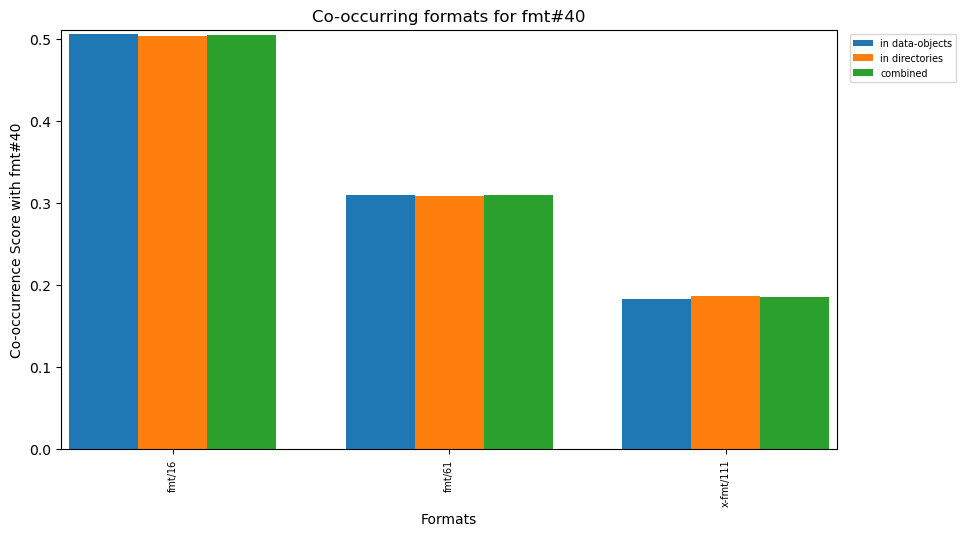 Co-occurring formats for fmt#40
in data-objects
in directories
combined
Co-occurrence Score with fmt#40
0.5
0.4
0.3
0.2
0.1
0.0
fmt/16
fmt/61
x-fmt/111
Formats